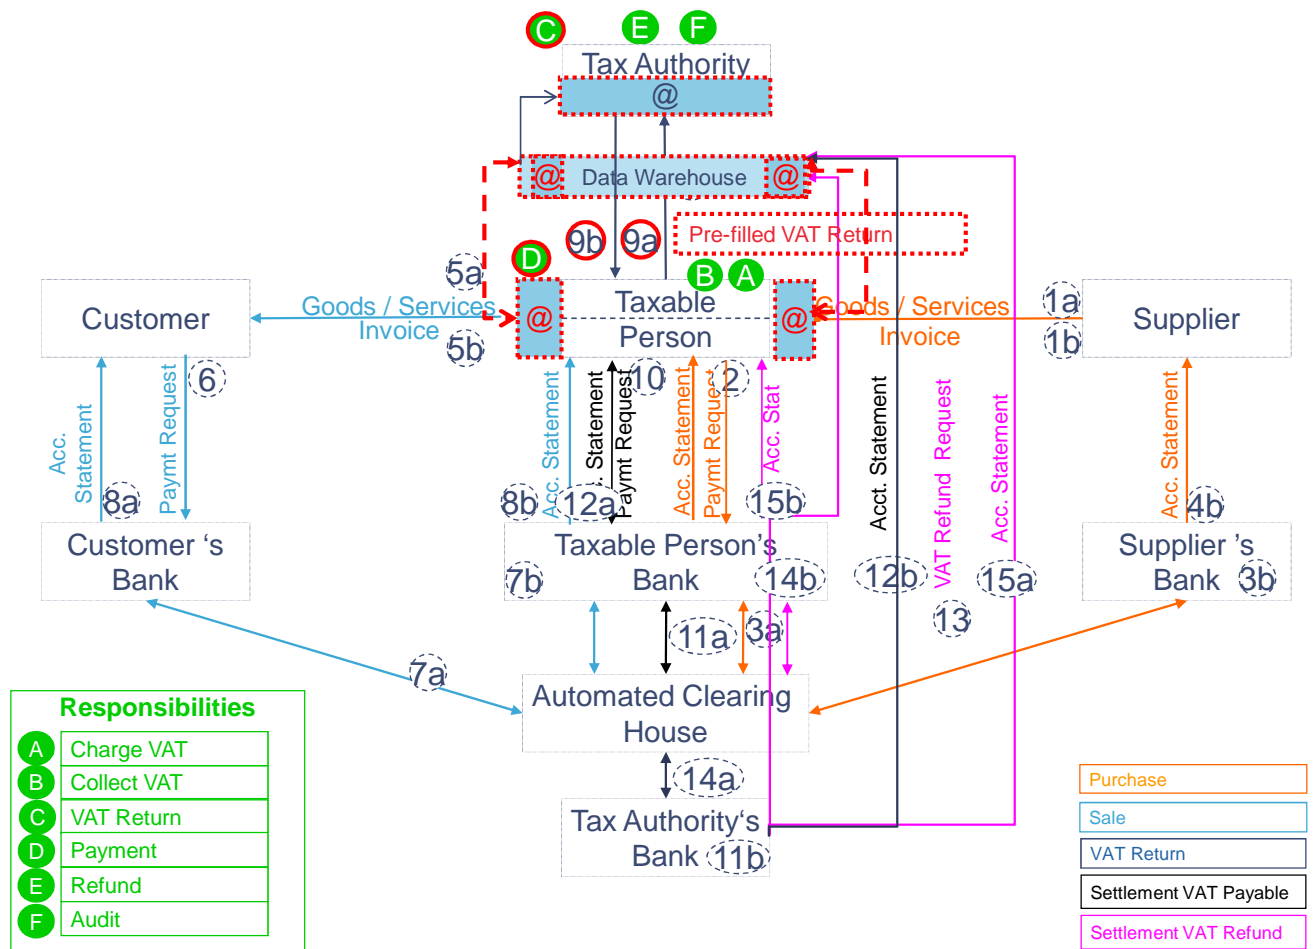 C
E
F
Tax Authority
@
@
Data Warehouse
@
9b
9a
Pre-filled VAT Return
D
B
A
5a
Customer
Goods / Services
Invoice
5b
@
Taxable
Person
@
Goods / Services
Invoice
1a
1b
Supplier
6
10
2
Acc.
Statement
Paymt Request
Acc. Statement
. Statement
Paymt Request
Acc. Statement
Paymt Request
Acc. Stat
Acct. Statement
VAT Refund Request
Acc. Statement
Acc. Statement
8a
8b
12a
15b
4b
Customer ‘s
Bank
Taxable Person's
Bank
7b
14b
12b
15a
13
Supplier ’s
Bank
3b
11a
3a
7a
Automated Clearing
House
14a
Tax Authority‘s
Bank
11b
Responsibilities
A Charge VAT
B Collect VAT
C VAT Return
D Payment
E Refund
F Audit
Purchase
Sale
VAT Return
Settlement VAT Payable
Settlement VAT Refund